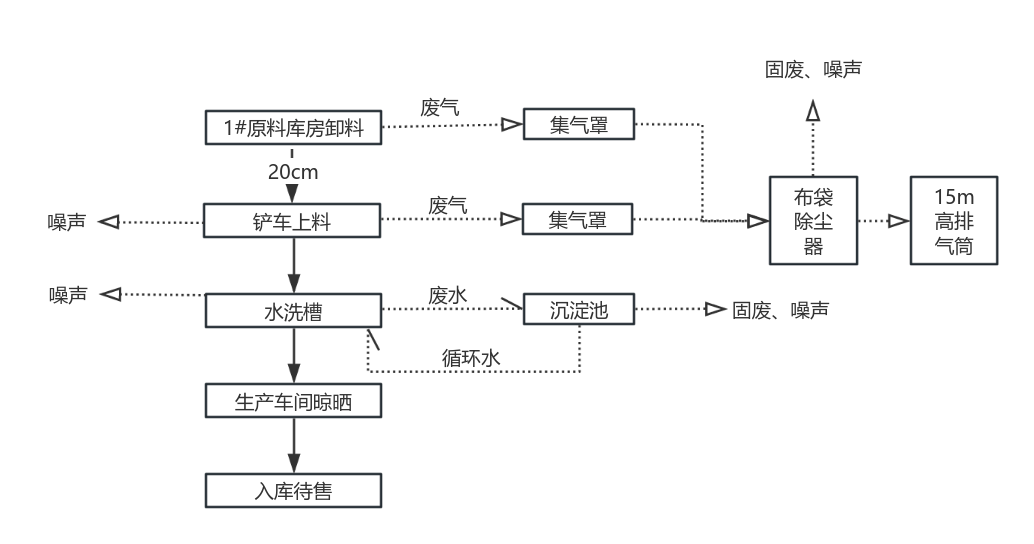 固废、噪声
废气
1#原料库房卸料
集气罩
20cm
布袋
除尘
器
15m
高排
气筒
噪声
铲车上料
废气
集气罩
噪声
水洗槽
废水
沉淀池
固废、噪声
循环水
生产车间晾晒
入库待售